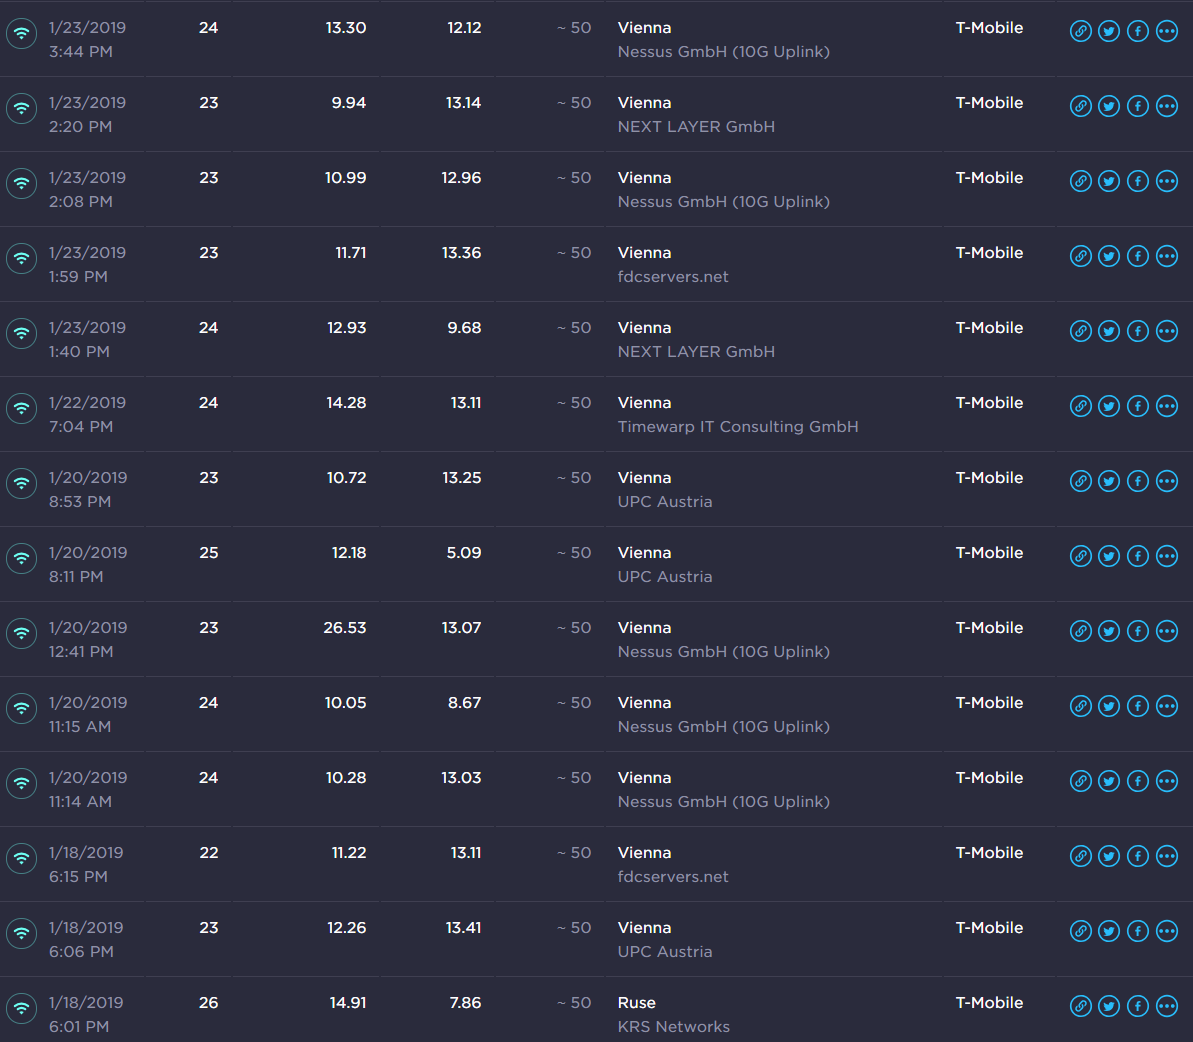 1/23/2019 24 13.30 12.12 ~ 50 Vienna T-Mobile
3:44 PM Nessus GmbH (10G Uplink)
1/23/2019 23 9.94 13.14 ~ 50 Vienna T-Mobile
2:20 PM NEXT LAYER GmbH
1/23/2019 23 10.99 12.96 ~ 50 Vienna T-Mobile
2:08 PM Nessus GmbH (10G Uplink)
1/23/2019 23 11.71 13.36 ~ 50 Vienna T-Mobile
1:59 PM fdcservers.net
1/23/2019 24 12.93 9.68 ~ 50 Vienna T-Mobile
1:40 PM NEXT LAYER GmbH
1/22/2019 24 14.28 13.11 ~ 50 Vienna T-Mobile
7:04 PM Timewarp IT Consulting GmbH
1/20/2019 23 10.72 13.25 ~ 50 Vienna T-Mobile
8:53 PM UPC Austria
1/20/2019 25 12.18 5.09 ~ 50 Vienna T-Mobile
8:11 PM UPC Austria
1/20/2019 23 26.53 13.07 ~ 50 Vienna T-Mobile
12:41 PM Nessus GmbH (10G Uplink)
1/20/2019 24 10.05 8.67 ~ 50 Vienna T-Mobile
11:15 AM Nessus GmbH (10G Uplink)
1/20/2019 24 10.28 13.03 ~ 50 Vienna T-Mobile
11:14 AM Nessus GmbH (10G Uplink)
1/18/2019 22 11.22 13.11 ~ 50 Vienna T-Mobile
6:15 PM fdcservers.net
1/18/2019 23 12.26 13.41 ~ 50 Vienna T-Mobile
6:06 PM UPC Austria
1/18/2019 26 14.91 7.86 ~ 50 Ruse T-Mobile
6:01 PM KRS Networks